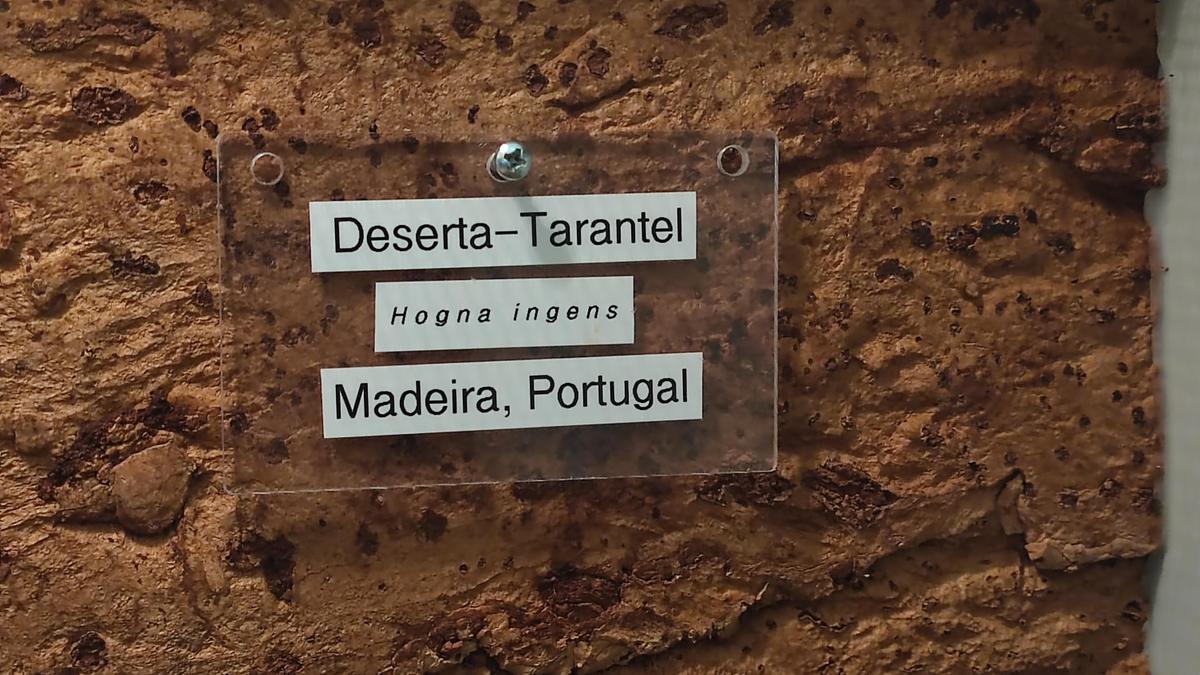 Deserta–Tarantel
Hogna ingens
Madeira, Portugal